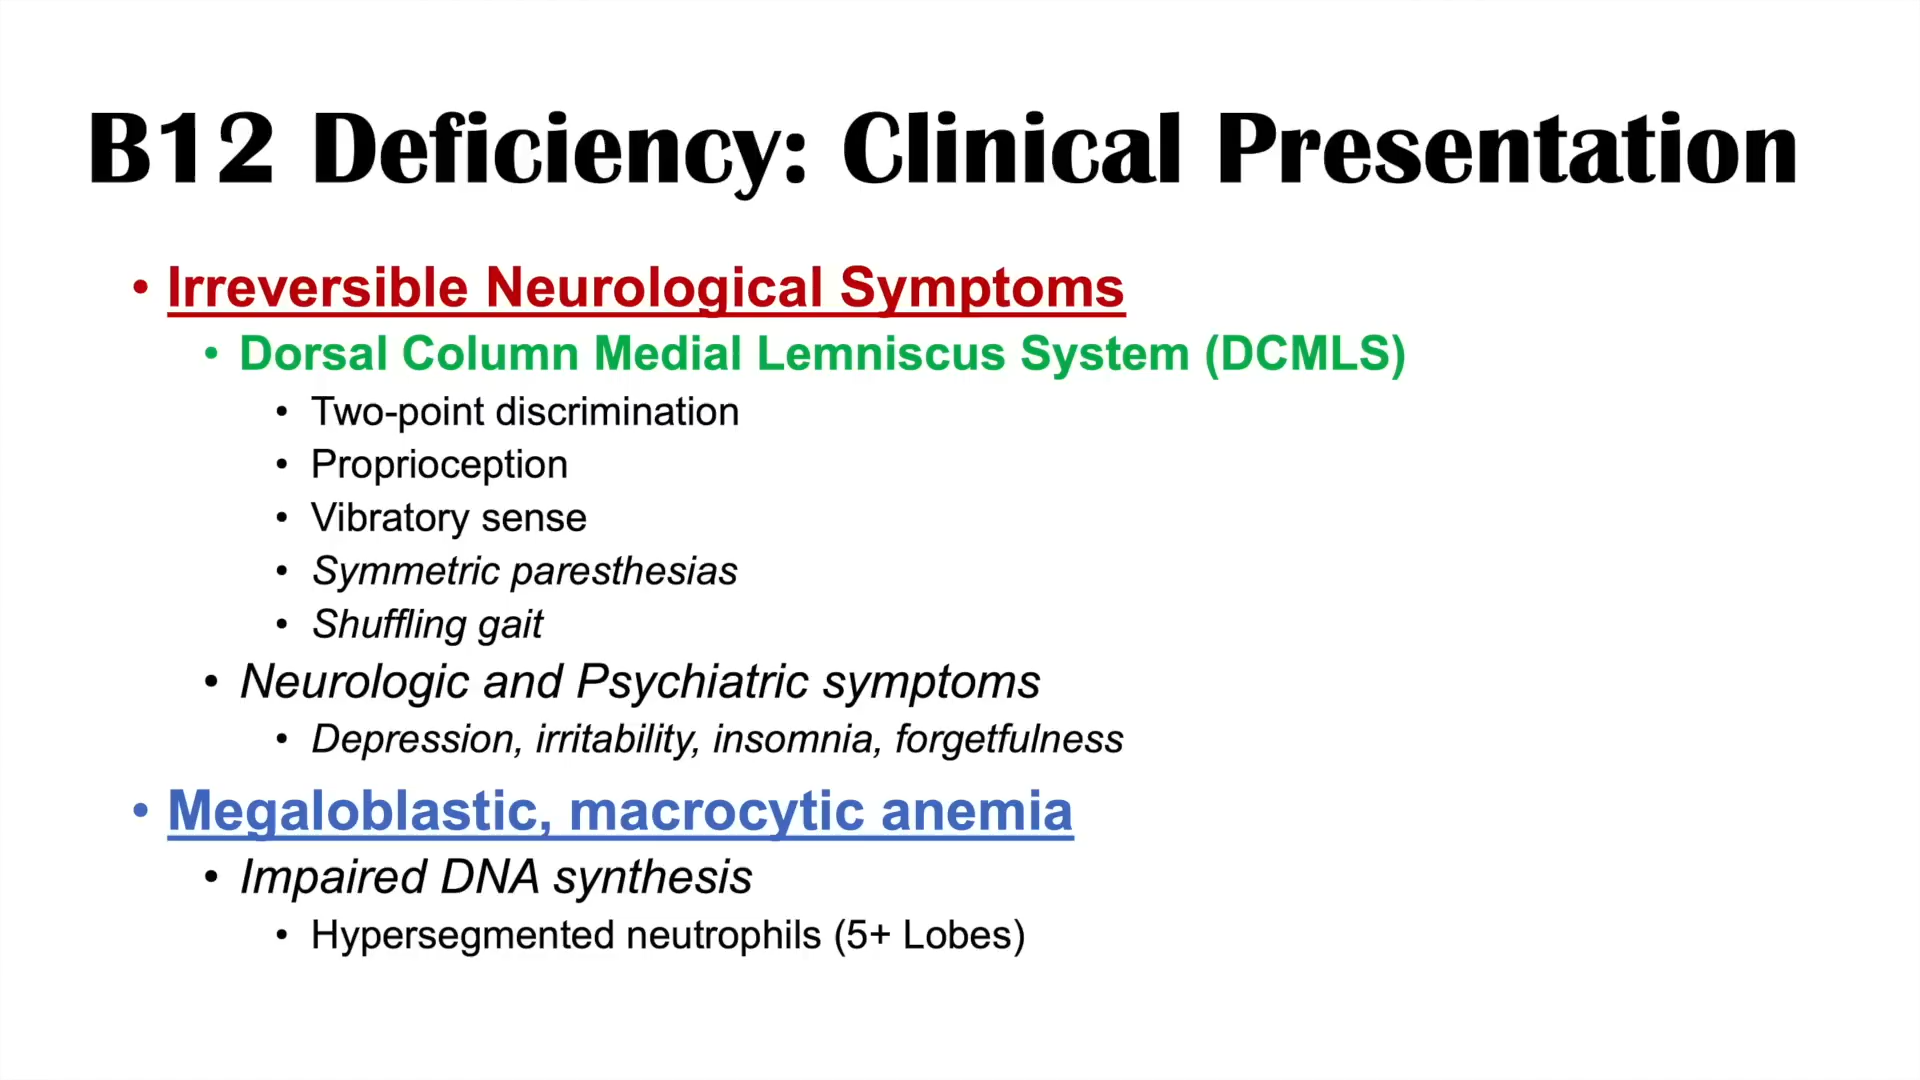 B12 Deficiency: Clinical Presentation
• Irreversible Neurological Symptoms
• Dorsal Column Medial Lemniscus System (DCMLS)
• Two-point discrimination
• Proprioception
• Vibratory sense
• Symmetric paresthesias
• Shuffling gait
• Neurologic and Psychiatric symptoms
• Depression, irritability, insomnia, forgetfulness
• Megaloblastic, macrocytic anemia
• Impaired DNA synthesis
• Hypersegmented neutrophils (5+ Lobes)